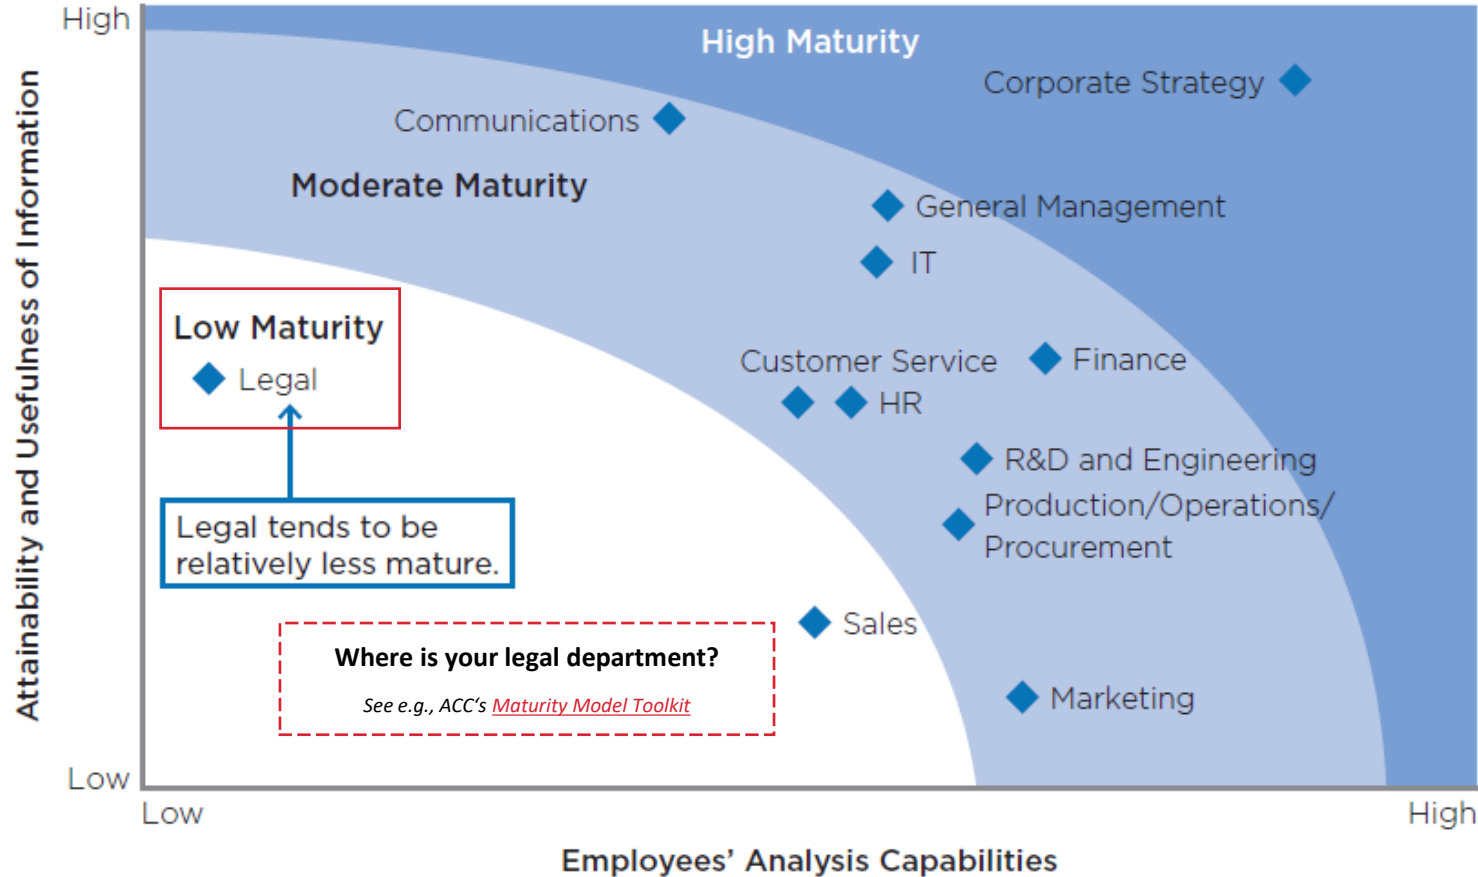 High
High Maturity
Corporate Strategy
Communications
Moderate Maturity
General Management
IT
Low Maturity
Legal
Customer Service
Finance
HR
R&D and Engineering
Production/Operations/
Procurement
Legal tends to be
relatively less mature.
Sales
Where is your legal department?
See e.g., ACC‘s Maturity Model Toolkit
Marketing
Low
Low
High
Employees’ Analysis Capabilities
Attainability and Usefulness of Information